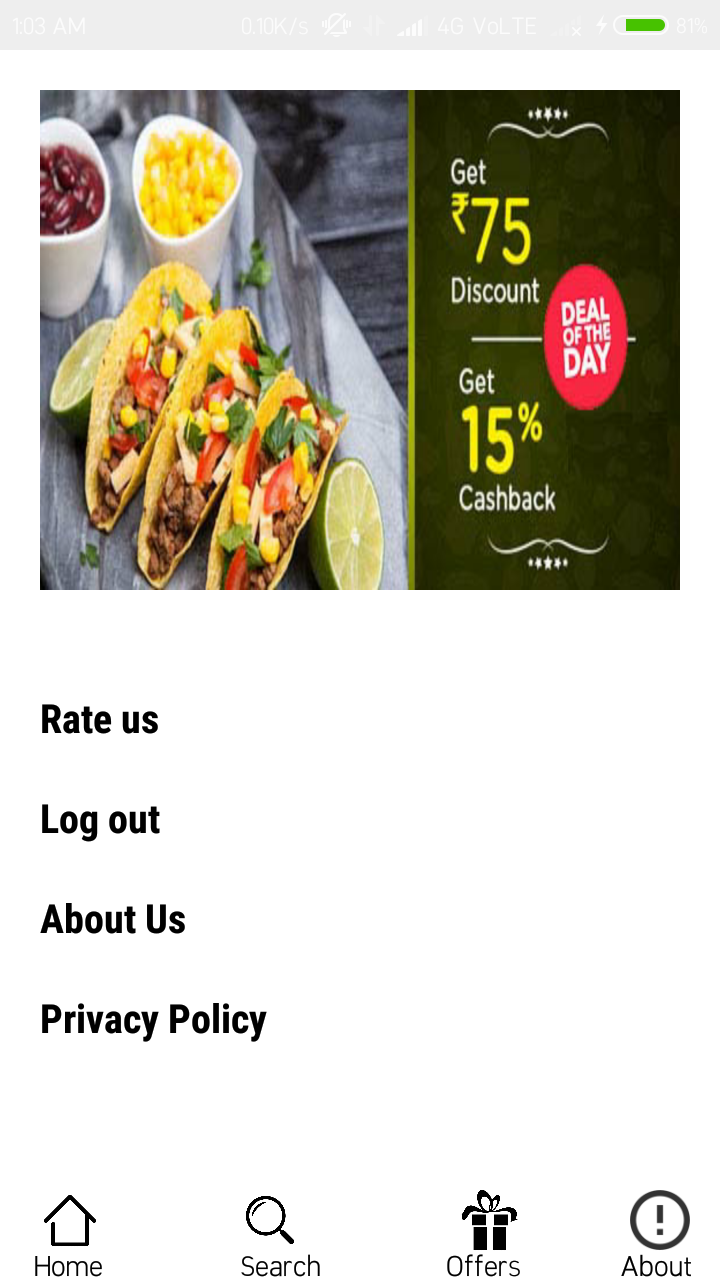 1:03 AM 0.10K/s 4G VoLTE 81%
Get
₹75
Discount
DEAL
OF THE
DAY
Get
15%
Cashback
Rate us
Log out
About Us
Privacy Policy
Home Search Offers About